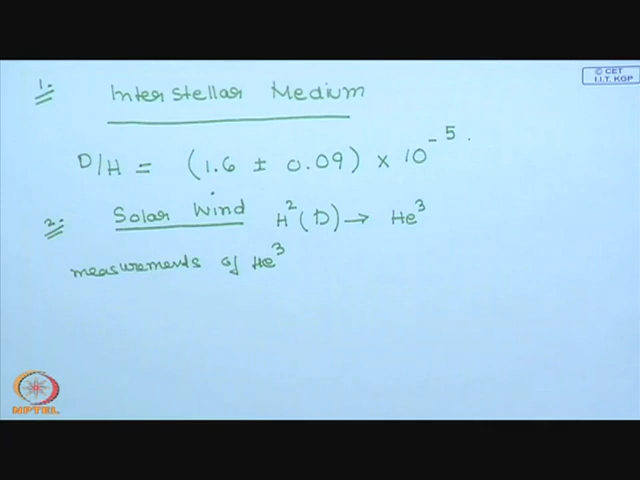 © CET
I.I.T. KGP
1. Interstellar Medium
D/H = (1.6 ± 0.09) × 10^-5.
2. Solar Wind H^2 (D) → He^3
measurements of He^3
NPTEL